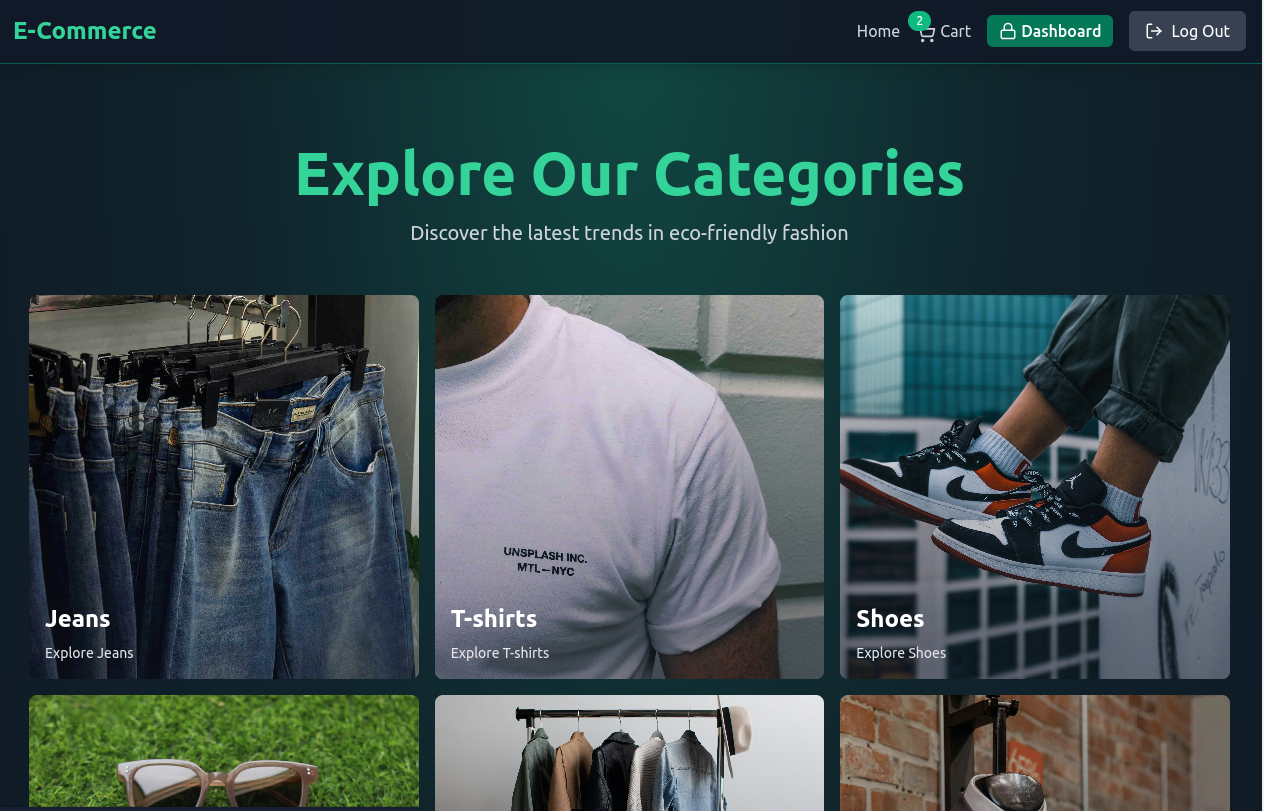 E-Commerce
Home
2
Cart
Dashboard
Log Out
Explore Our Categories
Discover the latest trends in eco-friendly fashion
UNSPLASH INC.
MTL—NYC
Jeans
Explore Jeans
T-shirts
Explore T-shirts
Shoes
Explore Shoes